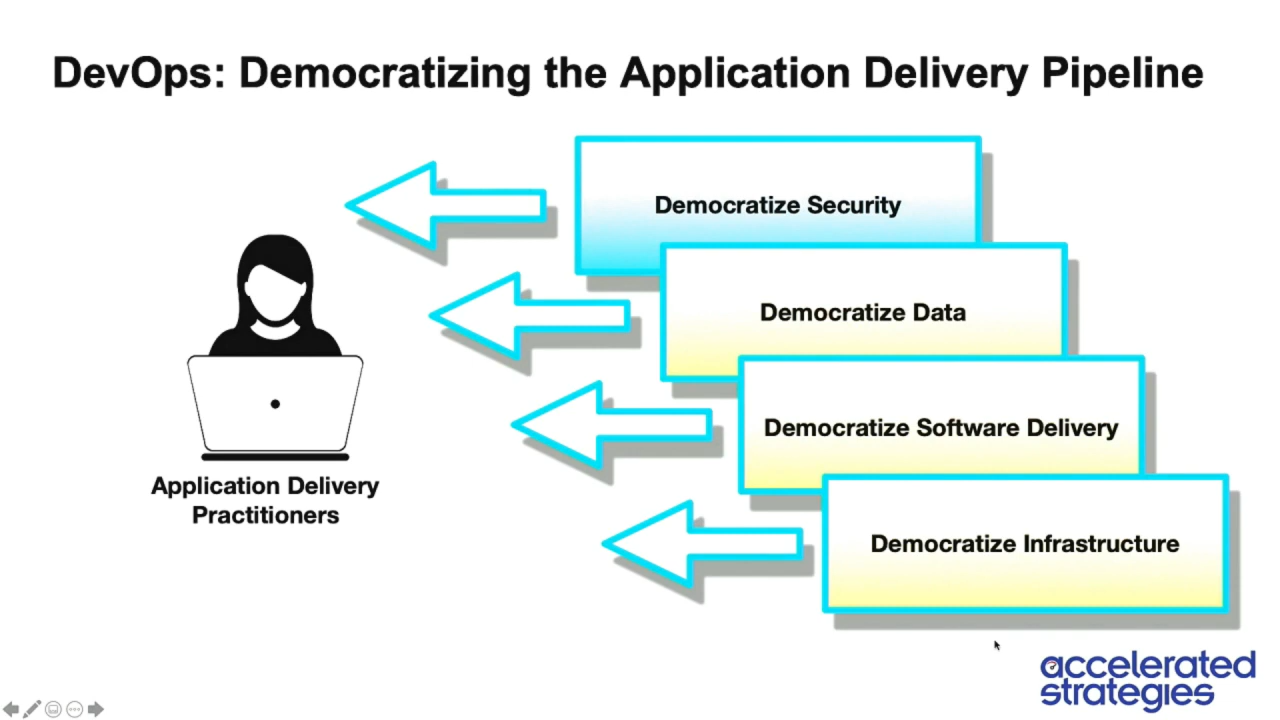 DevOps: Democratizing the Application Delivery Pipeline
Democratize Security
Democratize Data
Democratize Software Delivery
Democratize Infrastructure
Application Delivery
Practitioners
accelerated
strategies